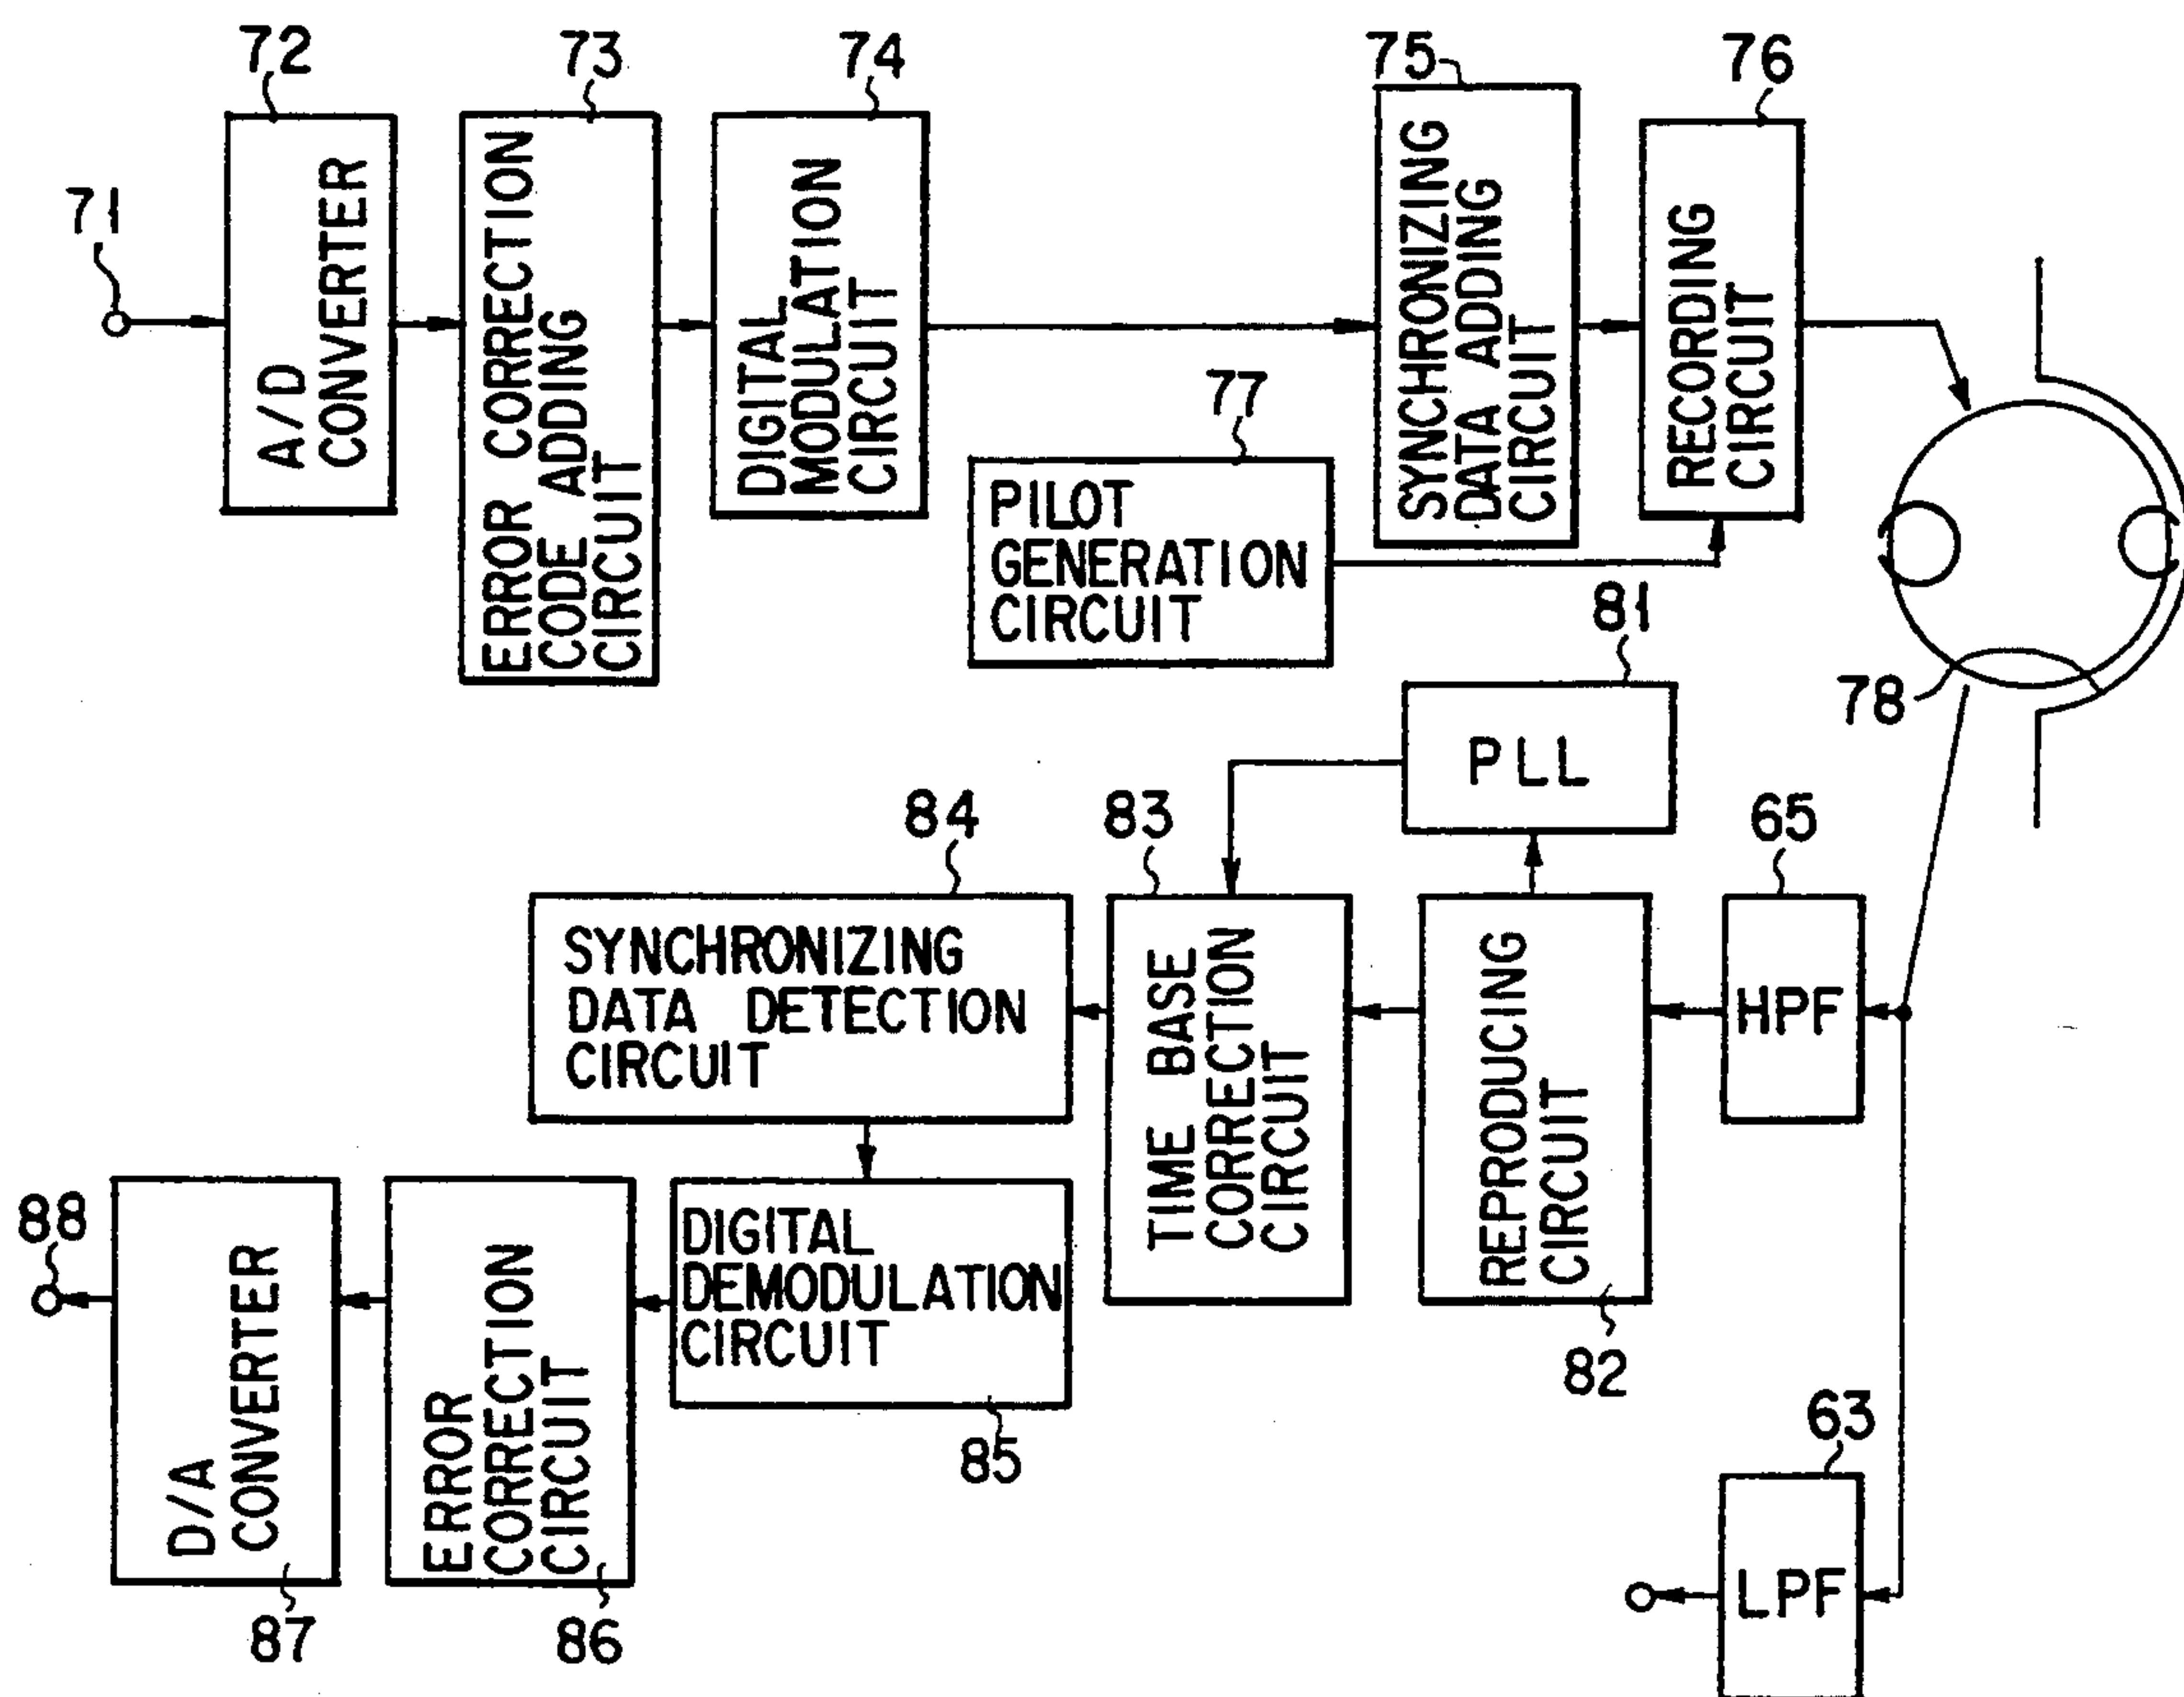 72
73
74
75
76
71
A/D
CONVERTER
ERROR CORRECTION
CODE ADDING
CIRCUIT
DIGITAL
MODULATION
CIRCUIT
SYNCHRONIZING
DATA ADDING
CIRCUIT
RECORDING
CIRCUIT
77
PILOT
GENERATION
CIRCUIT
81
78
PLL
84
83
65
SYNCHRONIZING
DATA DETECTION
CIRCUIT
TIME BASE
CORRECTION
CIRCUIT
REPRODUCING
CIRCUIT
HPF
88
D/A
CONVERTER
ERROR
CORRECTION
CIRCUIT
DIGITAL
DEMODULATION
CIRCUIT
82
63
85
LPF
87
86